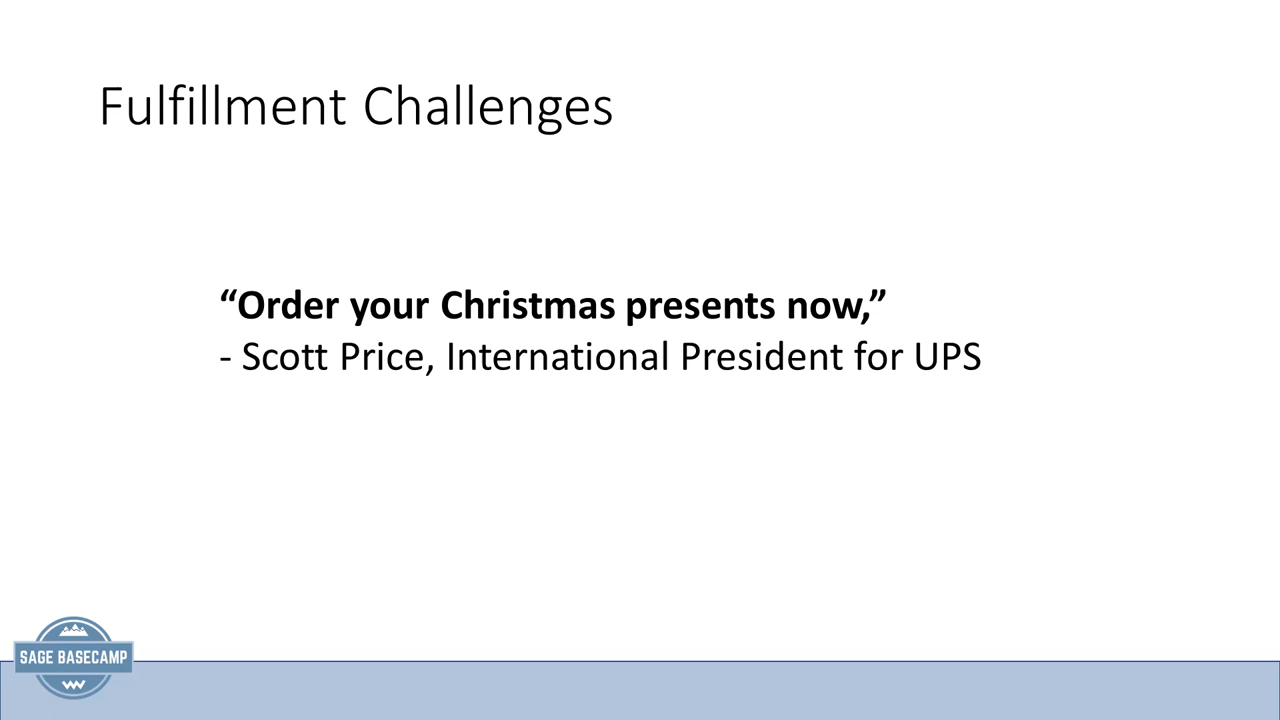 Fulfillment Challenges
“Order your Christmas presents now,”
- Scott Price, International President for UPS
SAGE BASECAMP